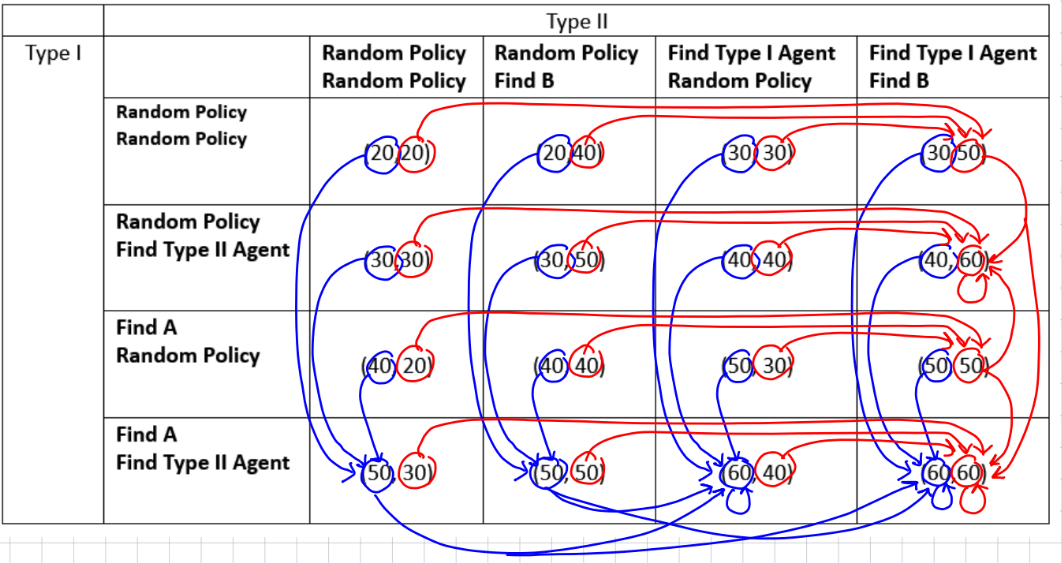 Type II
Type I
Random Policy Random Policy Find Type I Agent Find Type I Agent
Random Policy Find B Random Policy Find B
Random Policy
Random Policy
(20,20) (20,40) (30,30) (30,50)
Random Policy
Find Type II Agent
(30,30) (30,50) (40,40) (40,60)
Find A
Random Policy
(40,20) (40,40) (50,30) (50,50)
Find A
Find Type II Agent
(50,30) (50,50) (60,40) (60,60)